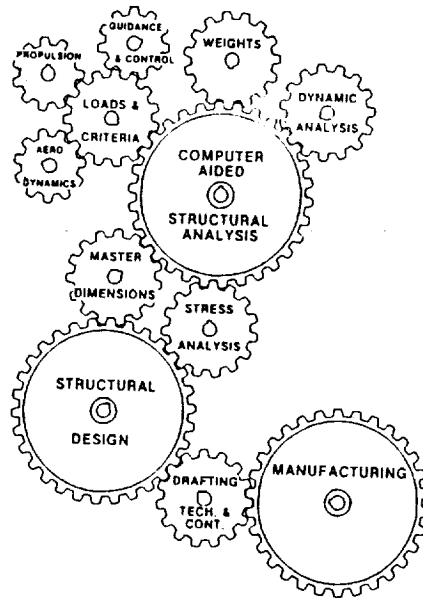 GUIDANCE
& CONTROL
PROPULSION
WEIGHTS
LOADS &
CRITERIA
DYNAMIC
ANALYSIS
AERO
DYNAMICS
COMPUTER
AIDED
STRUCTURAL
ANALYSIS
MASTER
DIMENSIONS
STRESS
ANALYSIS
STRUCTURAL
DESIGN
DRAFTING
TECH. &
CONT.
MANUFACTURING